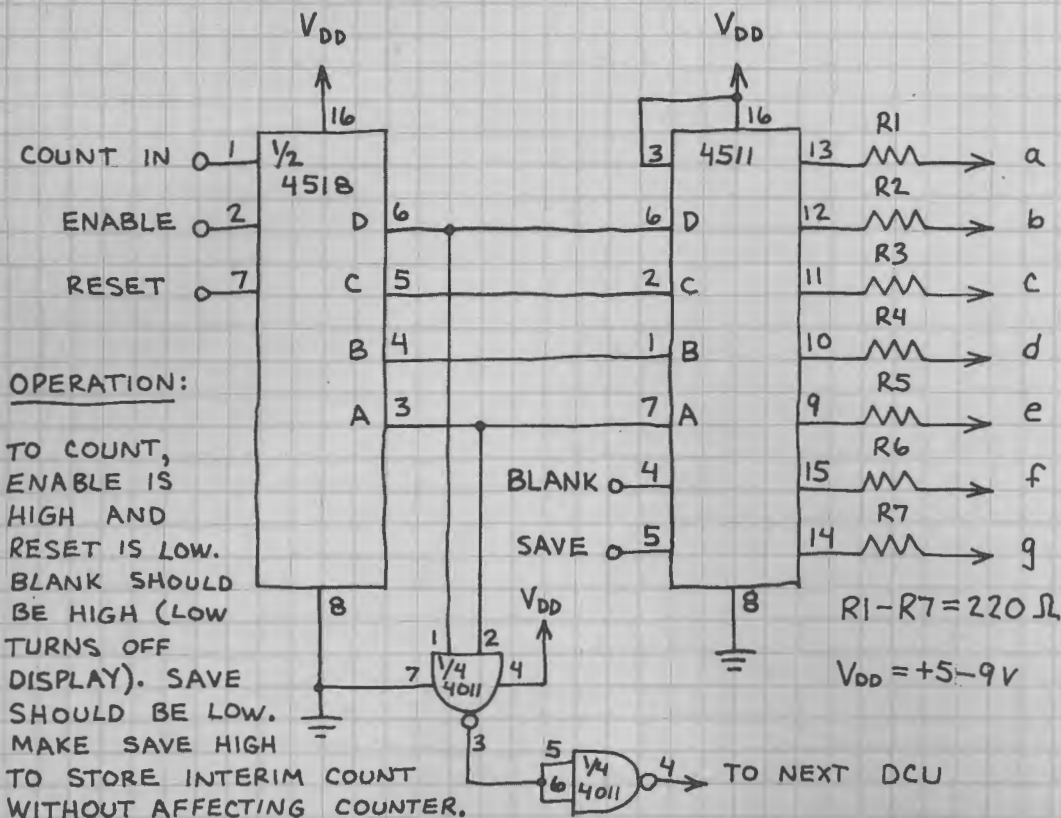 VDD
VDD
16
16
COUNT IN 1
1/2
4518
3
4511
13
R1
a
R2
ENABLE 2
D
6
6
D
12
b
R3
RESET 7
C
5
2
C
11
c
R4
B
4
1
B
10
d
R5
A
3
7
A
9
e
R6
BLANK 4
15
f
R7
SAVE 5
14
g
8
8
R1-R7 = 220 Ω
VDD = +5-9V
OPERATION:
TO COUNT,
ENABLE IS
HIGH AND
RESET IS LOW.
BLANK SHOULD
BE HIGH (LOW
TURNS OFF
DISPLAY). SAVE
SHOULD BE LOW.
MAKE SAVE HIGH
TO STORE INTERIM COUNT
WITHOUT AFFECTING COUNTER.
VDD
1
2
7
1/4
4011
4
3
5
6
1/4
4011
4
TO NEXT DCU